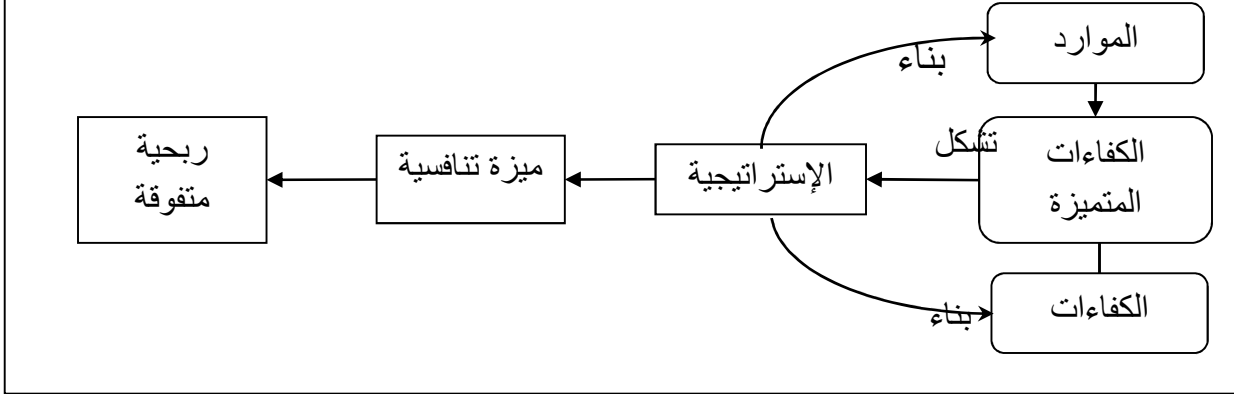 الموارد
بناء
تشكل
الكفاءات
المتميزة
الإستراتيجية
ميزة تنافسية
ربحية
متفوقة
الكفاءات
بناء